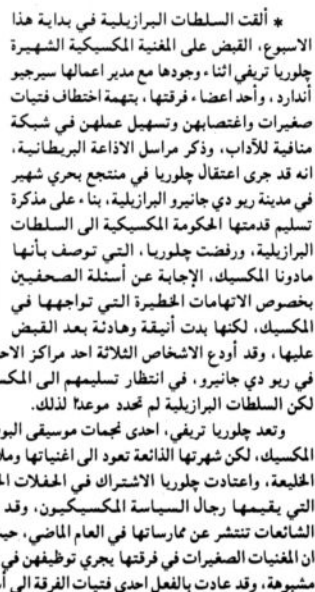 * ألقت السلطات البرازيلية في بداية هذا
الاسبوع، القبض على المغنية المكسيكية الشهيرة
جلوريا تريفي اثناء وجودها مع مدير اعمالها سيرجيو
أندارد، وأحد اعضاء فرقتها، بتهمة اختطاف فتيات
صغيرات واغتصابهن وتسهيل عملهن في شبكة
منافية للآداب، وذكر مراسل الاذاعة البريطانية،
انه قد جرى اعتقال جلوريا في منتجع بحري شهير
في مدينة ريو دي جانيرو البرازيلية، بناء على مذكرة
تسليم قدمتها الحكومة المكسيكية الى السلطات
البرازيلية، ورفضت جلوريا، التي توصف بأنها
مادونا المكسيك، الإجابة عن أسئلة الصحفيين
بخصوص الاتهامات الخطيرة التي تواجهها في
المكسيك، لكنها بدت أنيقة وهادئة بعد القبض
عليها، وقد أودع الاشخاص الثلاثة احد مراكز
في ريو دي جانيرو، في انتظار تسليمهم الى
لكن السلطات البرازيلية لم تحدد موعدا لذلك.
وتعد جلوريا تريفي، احدى نجمات موسيقى
المكسيك، لكن شهرتها الذائعة تعود الى اغنياتها
الخليعة، واعتادت جلوريا الاشتراك في الحفلات
التي يقيمها رجال السياسة المكسيكيون، وقد
الشائعات تنتشر عن ممارساتها في العام الماضي،
ان المغنيات الصغيرات في فرقتها يجري توظيفهن في
مشبوهة، وقد عادت بالفعل احدى فتيات الفرقة الى